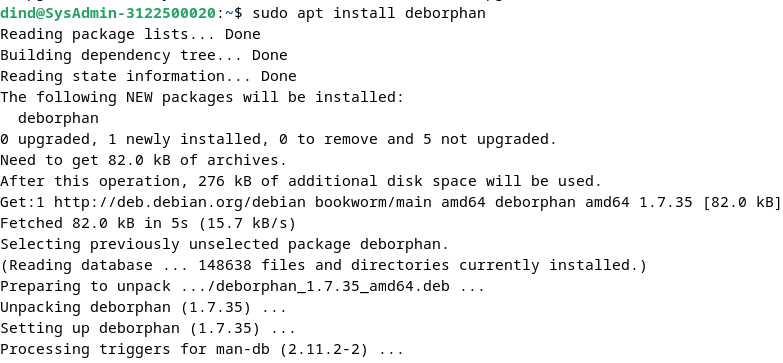 dind@SysAdmin-3122500020:~$ sudo apt install deborphan
Reading package lists... Done
Building dependency tree... Done
Reading state information... Done
The following NEW packages will be installed:
  deborphan
0 upgraded, 1 newly installed, 0 to remove and 5 not upgraded.
Need to get 82.0 kB of archives.
After this operation, 276 kB of additional disk space will be used.
Get:1 http://deb.debian.org/debian bookworm/main amd64 deborphan amd64 1.7.35 [82.0 kB]
Fetched 82.0 kB in 5s (15.7 kB/s)
Selecting previously unselected package deborphan.
(Reading database ... 148638 files and directories currently installed.)
Preparing to unpack .../deborphan_1.7.35_amd64.deb ...
Unpacking deborphan (1.7.35) ...
Setting up deborphan (1.7.35) ...
Processing triggers for man-db (2.11.2-2) ...